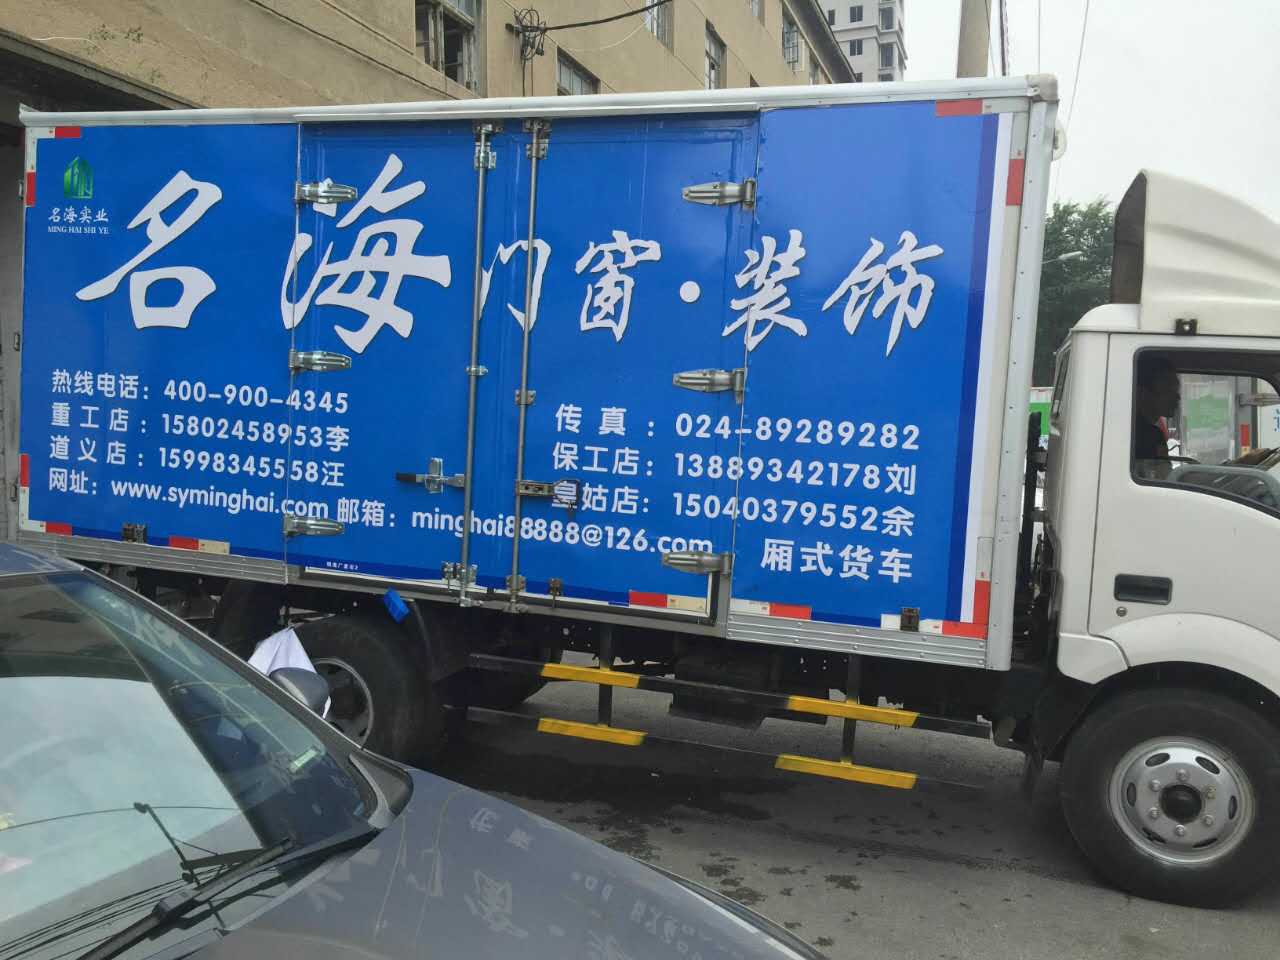 名海实业
MING HAI SHI YE
名海门窗·装饰
热线电话：400-900-4345
重工店：15802458953李
道义店：15998345558汪
传真：024-89289282
保工店：13889342178刘
皇姑店：15040379552余
网址：www.syminghai.com 邮箱：minghai88888@126.com
厢式货车